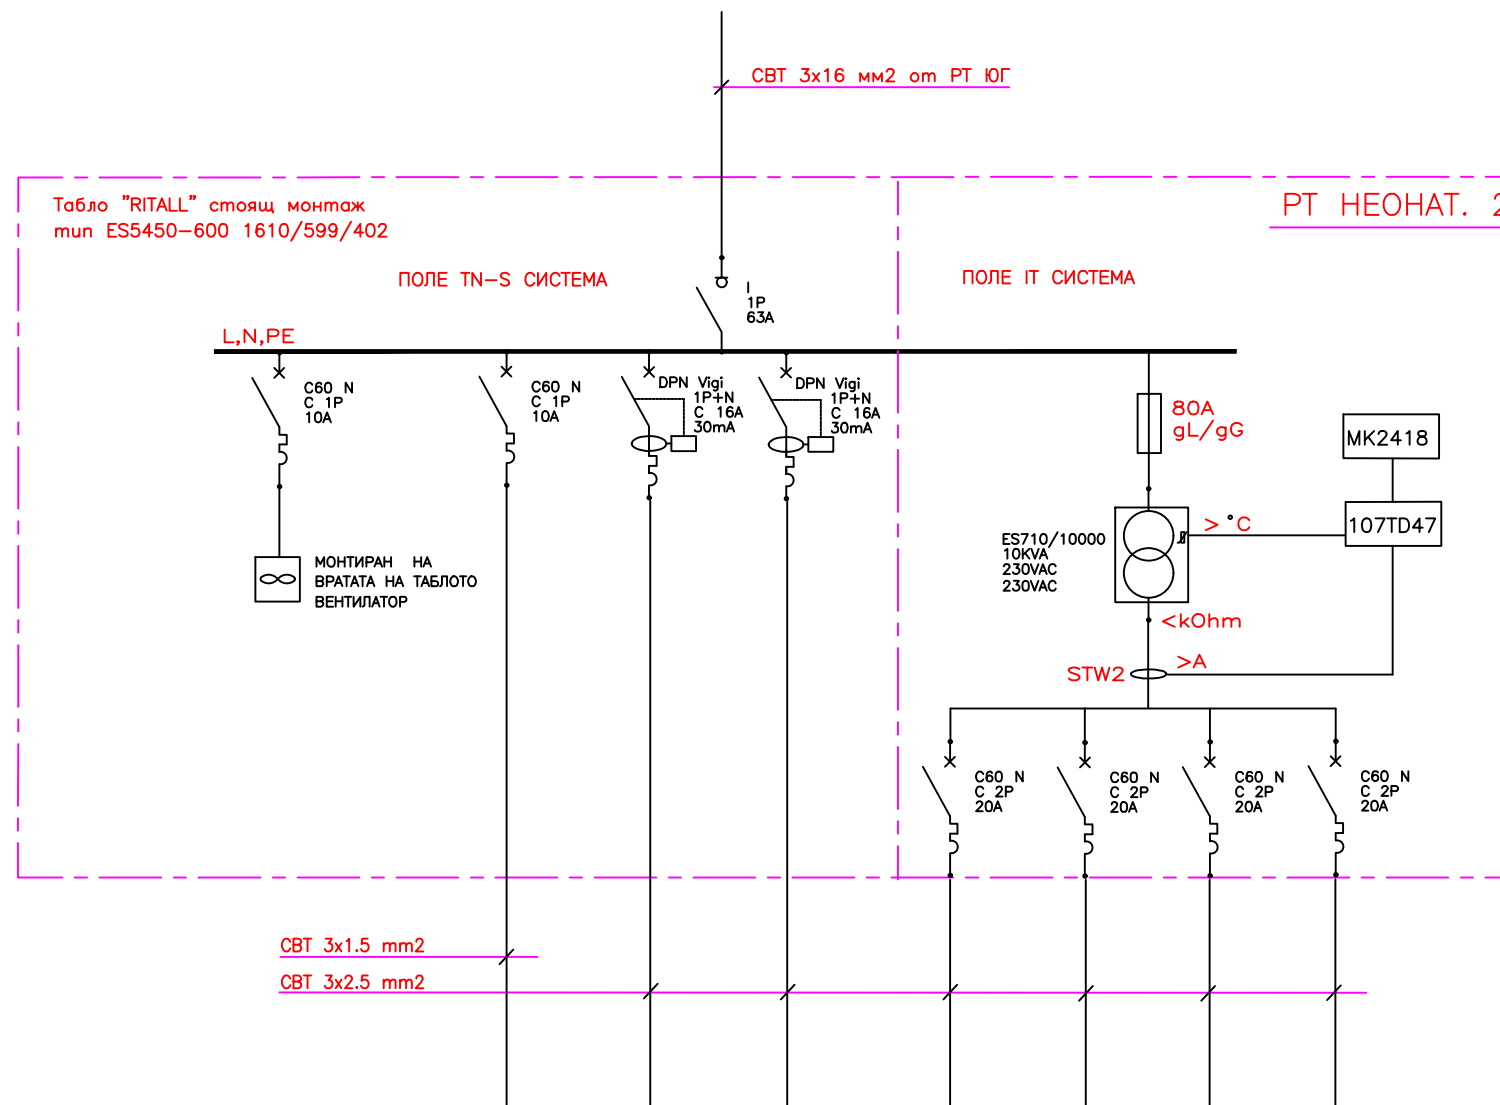 СВТ 3x16 мм2 от РТ ЮГ
Табло "RITALL" стоящ монтаж
тип ES5450-600 1610/599/402
РТ НЕОНАТ. 2
ПОЛЕ TN-S СИСТЕМА
ПОЛЕ IT СИСТЕМА
I
1P
63A
L,N,PE
C60 N
C 1P
10A
C60 N
C 1P
10A
DPN Vigi
1P+N
C 16A
30mA
DPN Vigi
1P+N
C 16A
30mA
80A
gL/gG
MK2418
107TD47
> °C
ES710/10000
10KVA
230VAC
230VAC
МОНТИРАН НА
ВРАТАТА НА ТАБЛОТО
ВЕНТИЛАТОР
<kOhm
>A
STW2
C60 N
C 2P
20A
C60 N
C 2P
20A
C60 N
C 2P
20A
C60 N
C 2P
20A
СВТ 3x1.5 mm2
СВТ 3x2.5 mm2